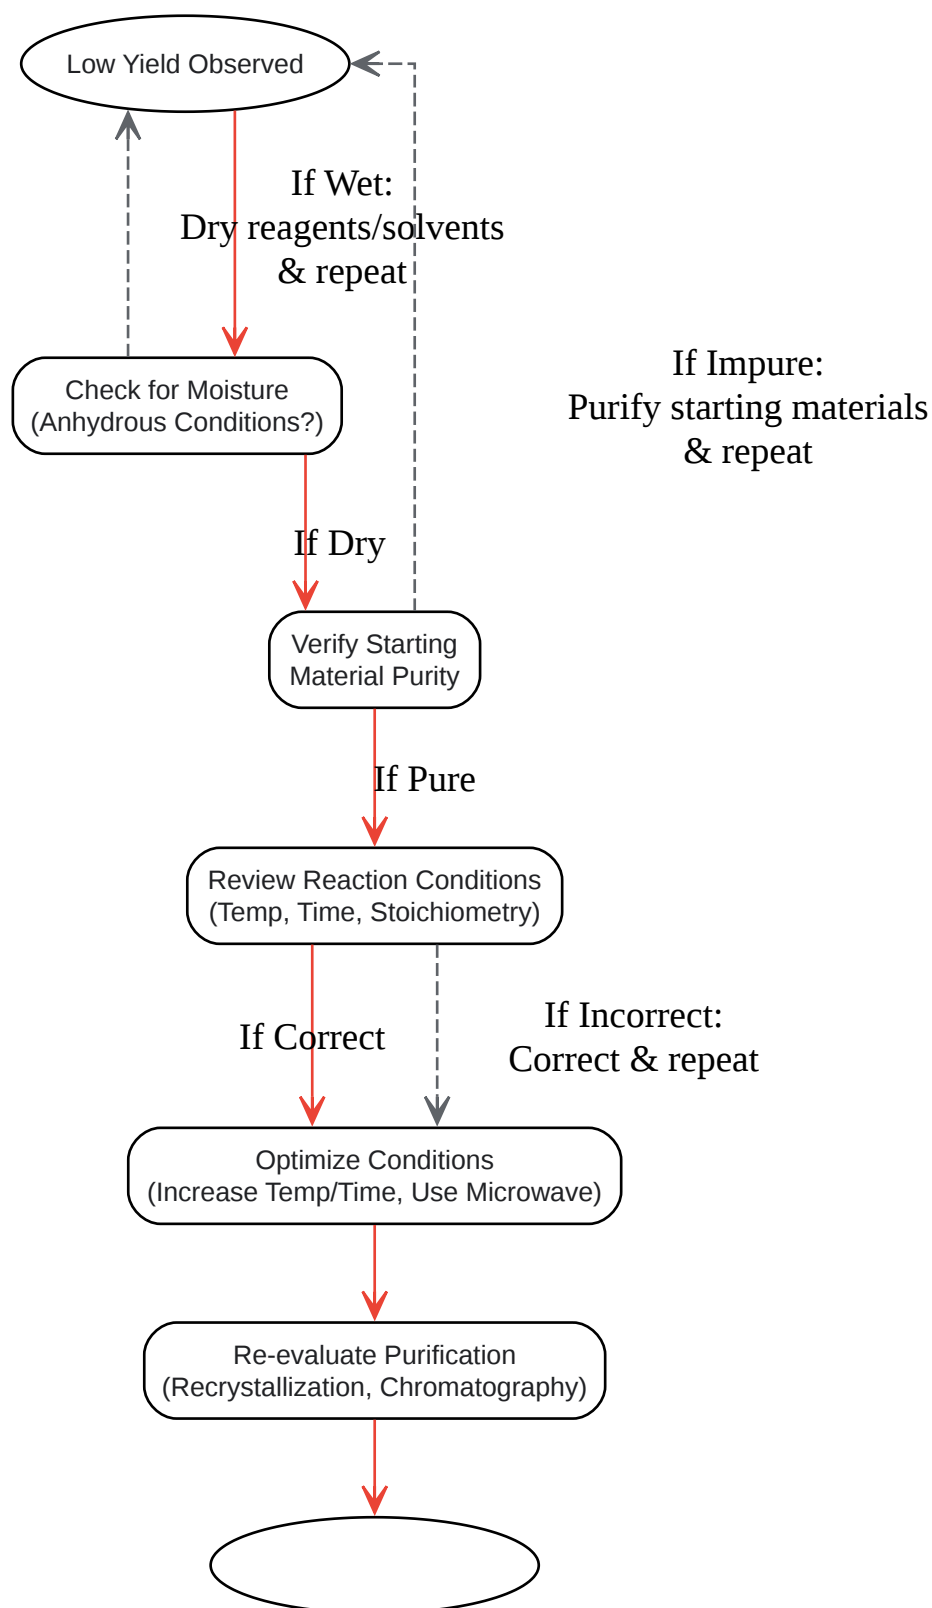 Low Yield Observed
If Wet:
Dry reagents/solvents
& repeat
Check for Moisture
(Anhydrous Conditions?)
If Impure:
Purify starting materials
& repeat
If Dry
Verify Starting
Material Purity
If Pure
Review Reaction Conditions
(Temp, Time, Stoichiometry)
If Correct
If Incorrect:
Correct & repeat
Optimize Conditions
(Increase Temp/Time, Use Microwave)
Re-evaluate Purification
(Recrystallization, Chromatography)